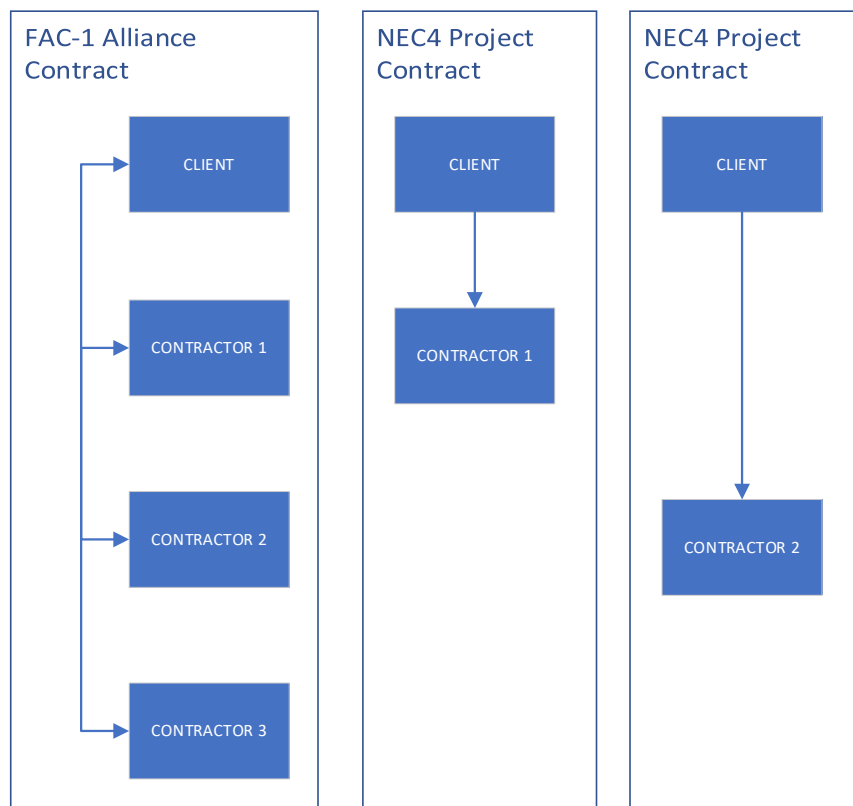 FAC-1 Alliance
Contract
CLIENT
CONTRACTOR 1
CONTRACTOR 2
CONTRACTOR 3
NEC4 Project
Contract
CLIENT
CONTRACTOR 1
NEC4 Project
Contract
CLIENT
CONTRACTOR 2